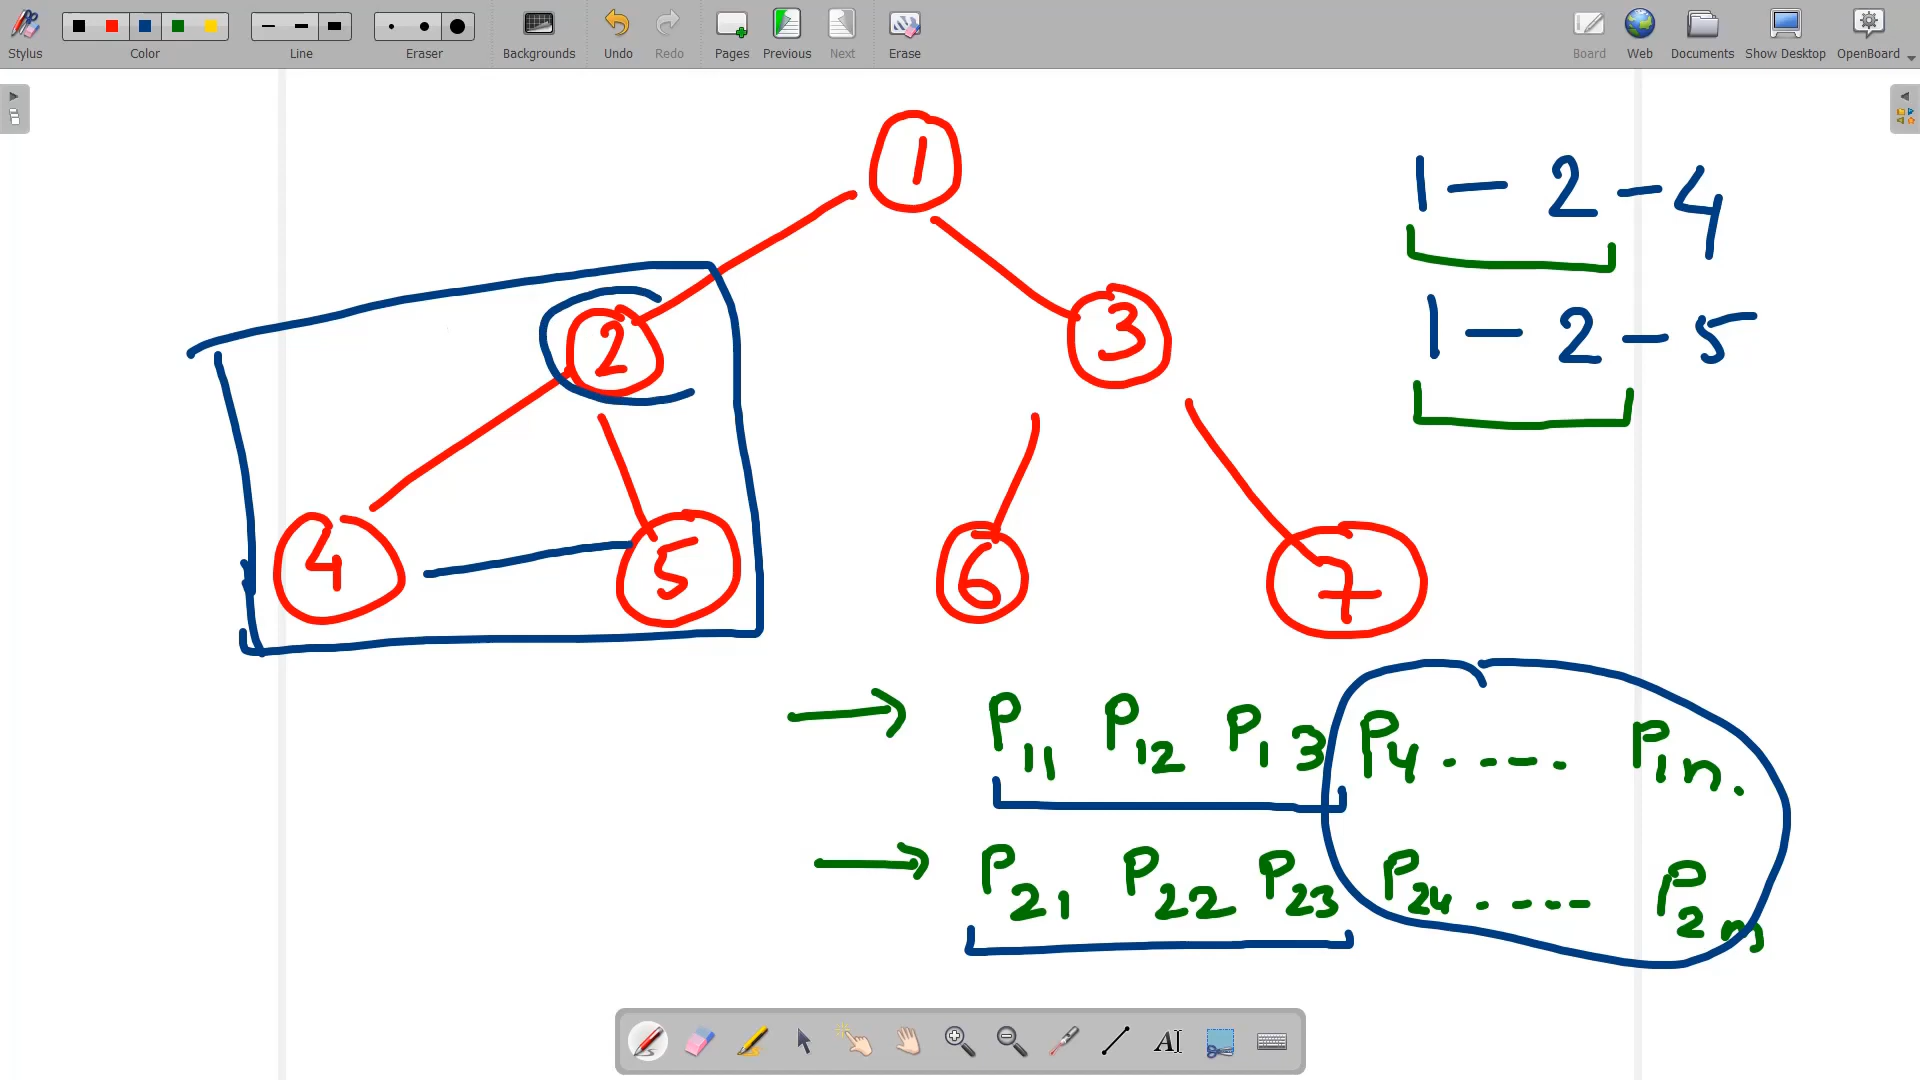 Stylus Color Line Eraser Backgrounds Undo Redo Pages Previous Next Erase Board Web Documents Show Desktop OpenBoard
1
1 - 2 - 4
2
3
1 - 2 - 5
4
5
6
7
→ P11 P12 P13 P4 ..... P1n.
→ P21 P22 P23 P24 ..... P2m